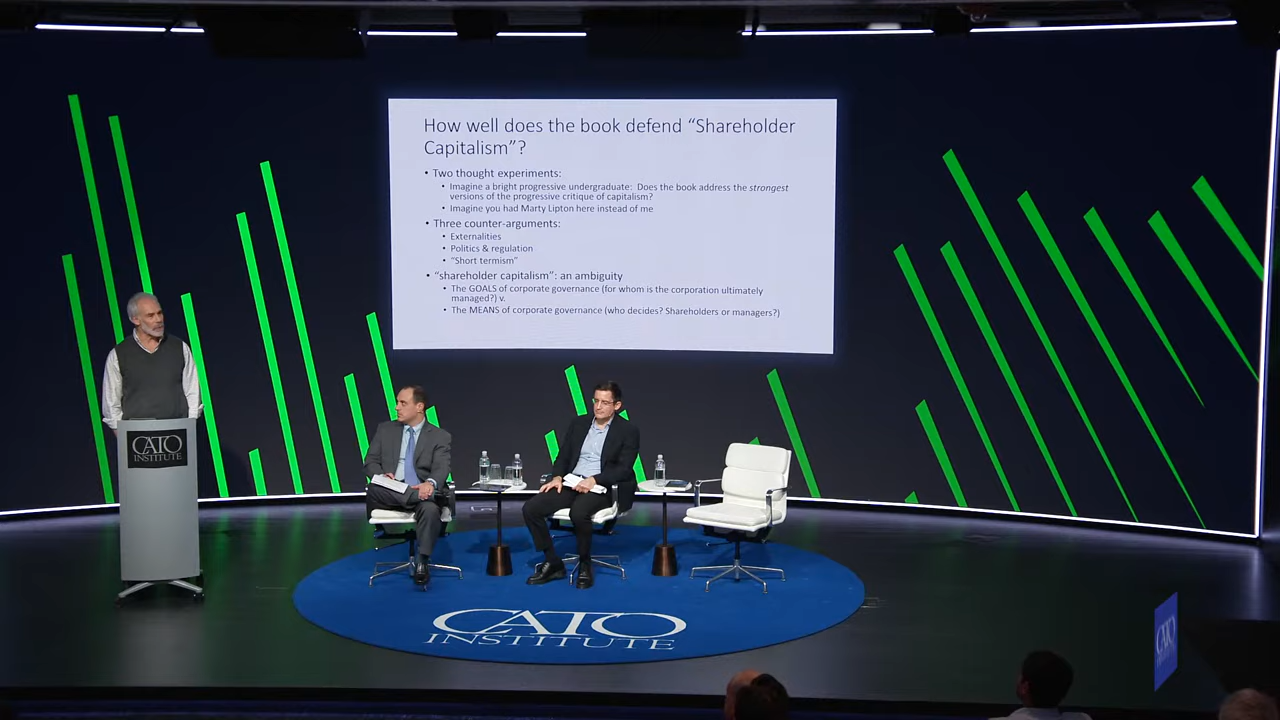 How well does the book defend “Shareholder
Capitalism”?
• Two thought experiments:
• Imagine a bright progressive undergraduate: Does the book address the strongest
versions of the progressive critique of capitalism?
• Imagine you had Marty Lipton here instead of me
• Three counter-arguments:
• Externalities
• Politics & regulation
• “Short termism”
• “shareholder capitalism”: an ambiguity
• The GOALS of corporate governance (for whom is the corporation ultimately
managed?) v.
• The MEANS of corporate governance (who decides? Shareholders or managers?)
CATO
INSTITUTE
CATO
INSTITUTE
CATO
INSTITUTE